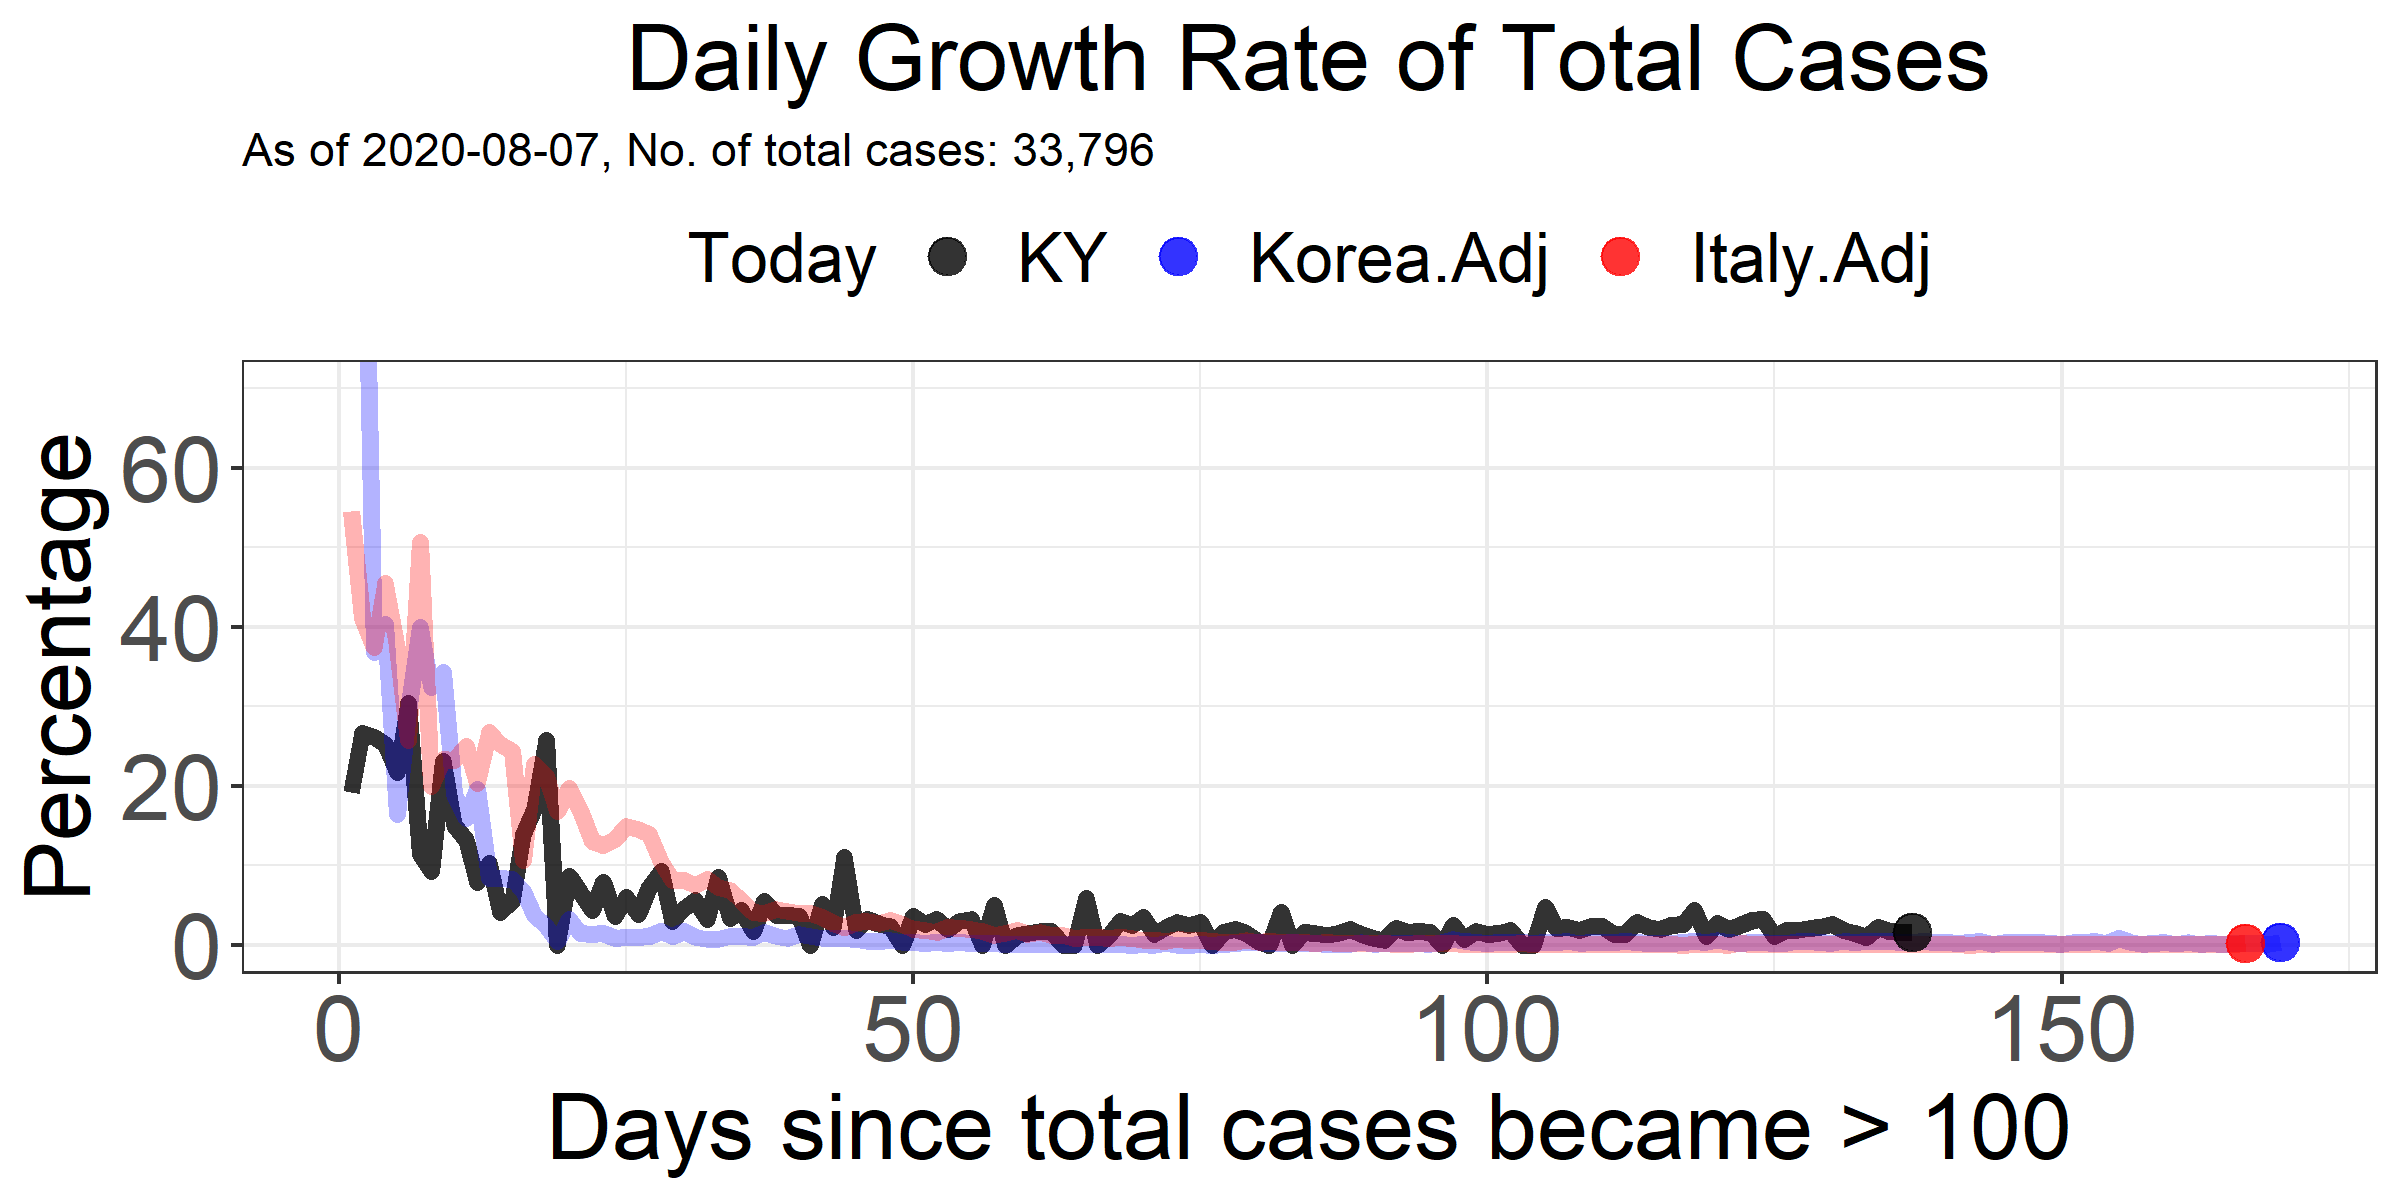 Daily Growth Rate of Total Cases
As of 2020-08-07, No. of total cases: 33,796
Today KY Korea.Adj Italy.Adj
Percentage
60
40
20
0
0 50 100 150
Days since total cases became > 100